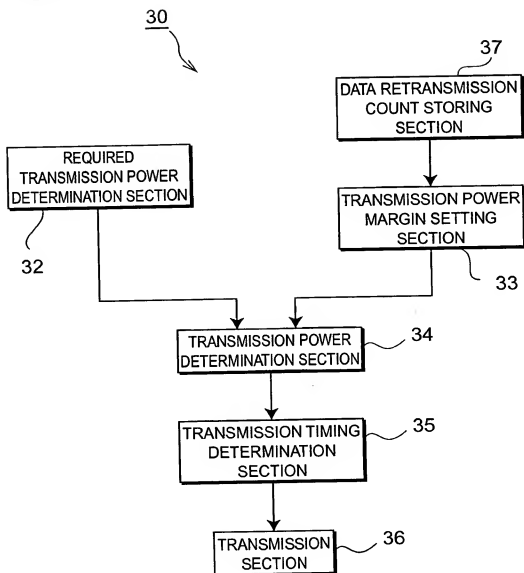 30
37
DATA RETRANSMISSION
COUNT STORING
SECTION
REQUIRED
TRANSMISSION POWER
DETERMINATION SECTION
32
TRANSMISSION POWER
MARGIN SETTING
SECTION
33
TRANSMISSION POWER
DETERMINATION SECTION
34
TRANSMISSION TIMING
DETERMINATION
SECTION
35
TRANSMISSION
SECTION
36